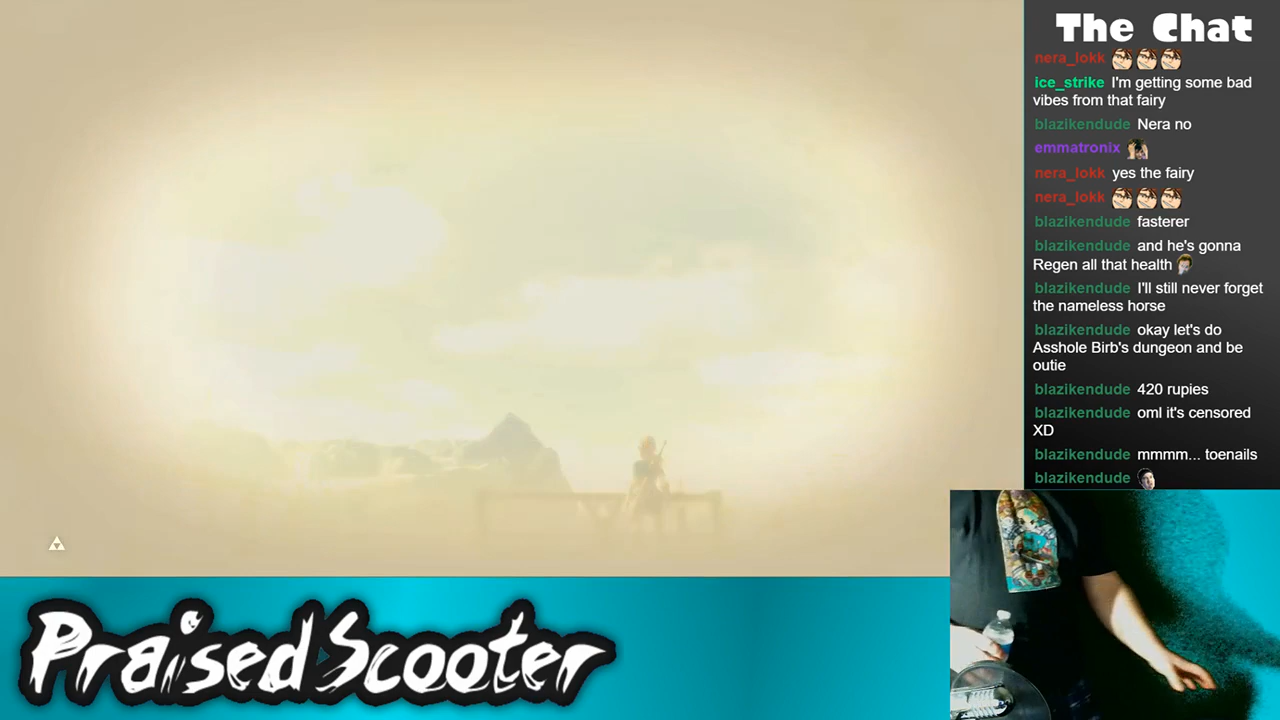 The Chat
nera_lokk
ice_strike I'm getting some bad
vibes from that fairy
blazikendude Nera no
emmatronix
nera_lokk yes the fairy
nera_lokk
blazikendude fasterer
blazikendude and he's gonna
Regen all that health
blazikendude I'll still never forget
the nameless horse
blazikendude okay let's do
Asshole Birb's dungeon and be
outie
blazikendude 420 rupies
blazikendude oml it's censored
XD
blazikendude mmmm... toenails
blazikendude
PraisedScooter